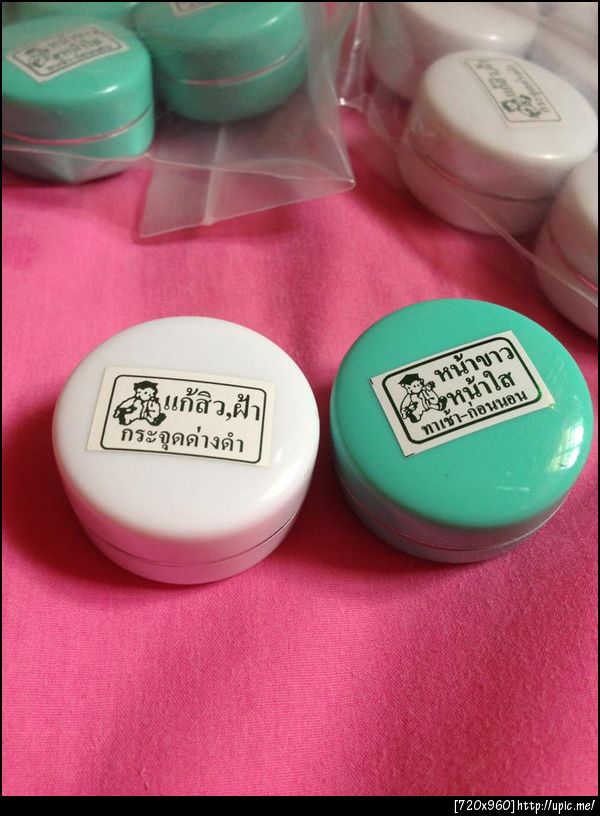 แก้สิว,ฝ้า
กระจุดด่างดำ
หน้าขาว
หน้าใส
ทาเช้า-ก่อนนอน
[720x960]http://upic.me/